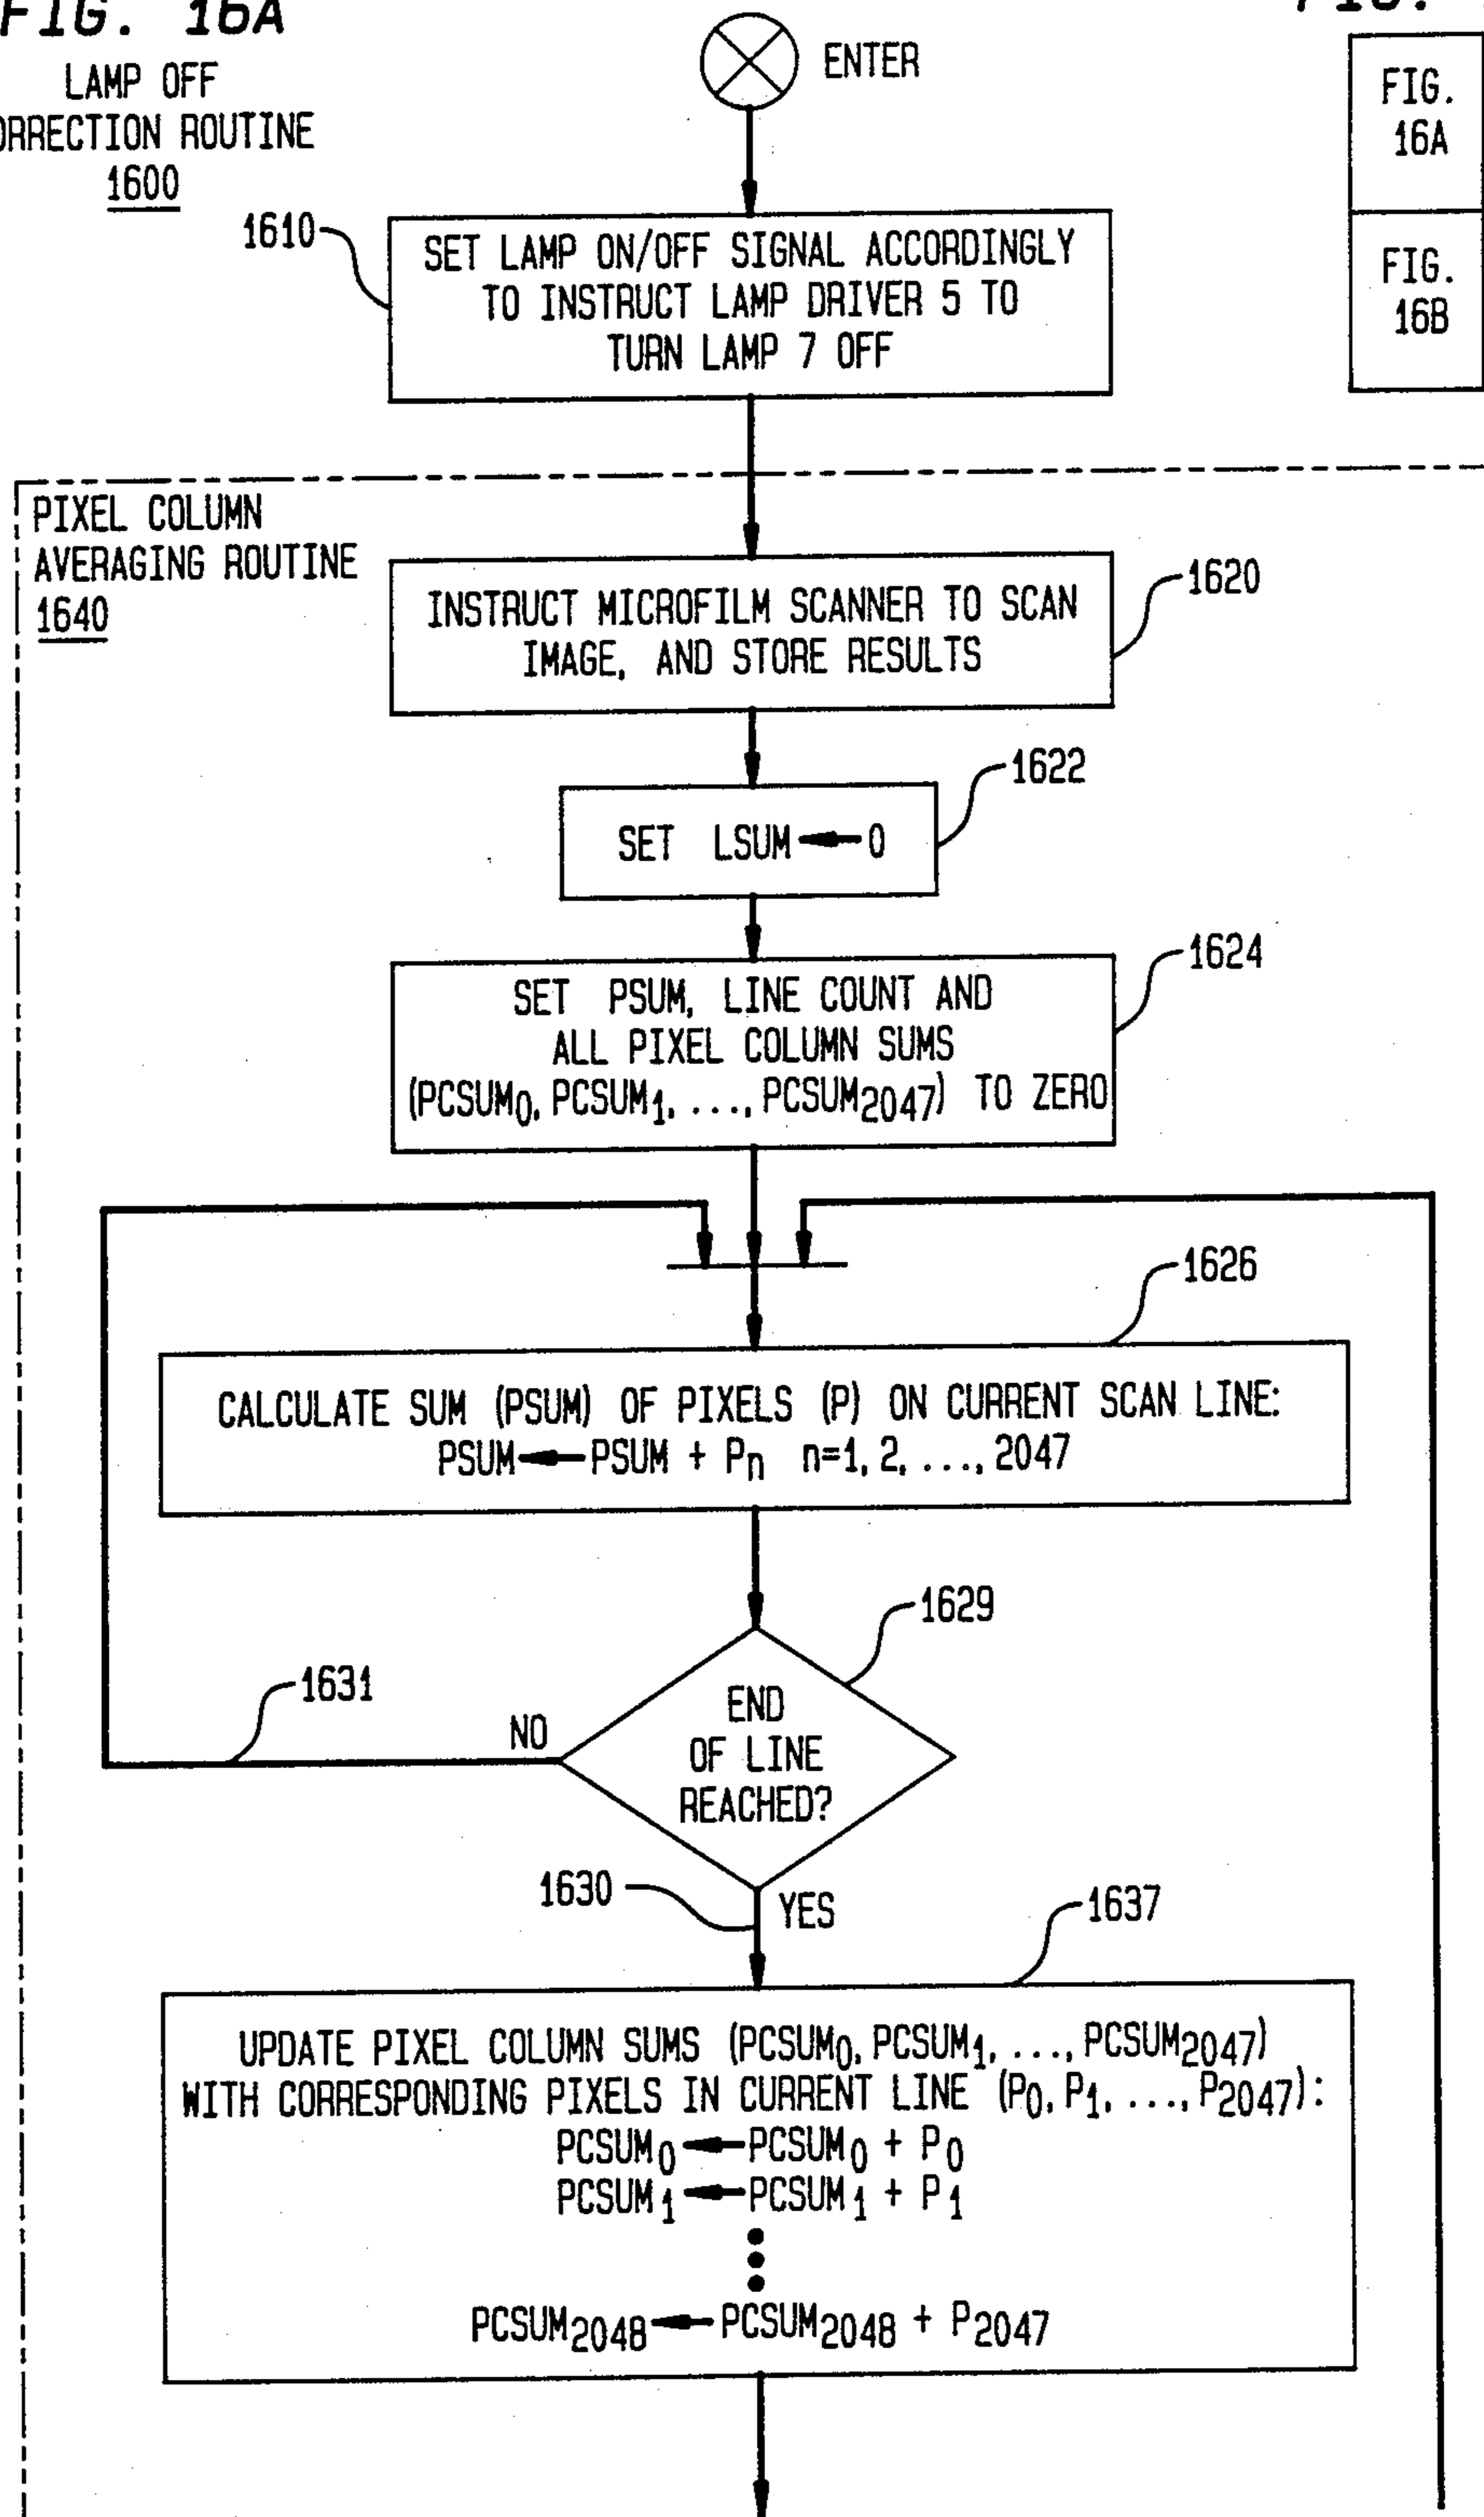 FIG. 16A
LAMP OFF
ORRECTION ROUTINE
1600
ENTER
FIG.
16A
FIG.
16B
1610
SET LAMP ON/OFF SIGNAL ACCORDINGLY
TO INSTRUCT LAMP DRIVER 5 TO
TURN LAMP 7 OFF
PIXEL COLUMN
AVERAGING ROUTINE
1640
INSTRUCT MICROFILM SCANNER TO SCAN
IMAGE, AND STORE RESULTS
1620
SET LSUM ← 0
1622
SET PSUM, LINE COUNT AND
ALL PIXEL COLUMN SUMS
(PCSUM₀, PCSUM₁, ..., PCSUM₂₀₄₇) TO ZERO
1624
1626
CALCULATE SUM (PSUM) OF PIXELS (P) ON CURRENT SCAN LINE:
PSUM ← PSUM + Pₙ n=1, 2, ..., 2047
1629
END
OF LINE
REACHED?
NO
1631
1630
YES
1637
UPDATE PIXEL COLUMN SUMS (PCSUM₀, PCSUM₁, ..., PCSUM₂₀₄₇)
WITH CORRESPONDING PIXELS IN CURRENT LINE (P₀, P₁, ..., P₂₀₄₇):
PCSUM₀ ← PCSUM₀ + P₀
PCSUM₁ ← PCSUM₁ + P₁
PCSUM₂₀₄₈ ← PCSUM₂₀₄₈ + P₂₀₄₇